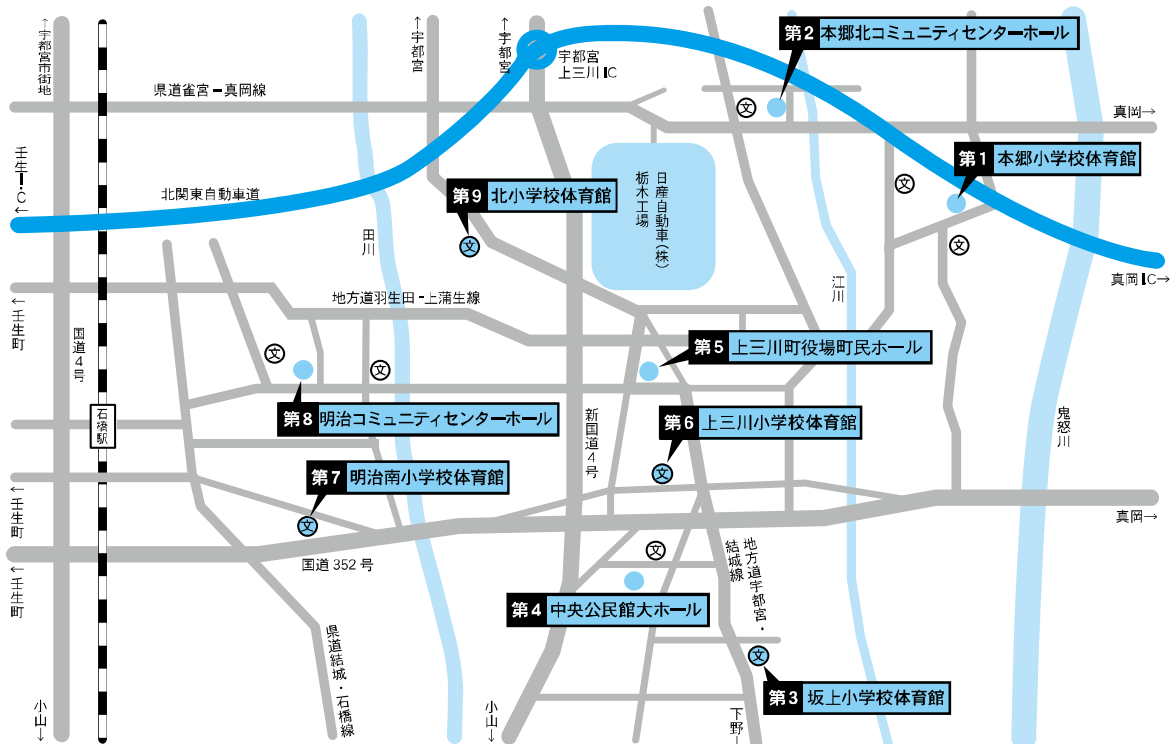 ←宇都宮市街地
←宇都宮
←宇都宮
宇都宮
上三川IC
第2 本郷北コミュニティセンターホール
県道雀宮－真岡線
文
真岡→
壬生I・C
←
北関東自動車道
第1 本郷小学校体育館
文
第9 北小学校体育館
文
日産自動車(株)
栃木工場
田川
文
江川
真岡IC→
←壬生町
地方道羽生田－上蒲生線
国道4号
文
文
第5 上三川町役場町民ホール
石橋駅
第8 明治コミュニティセンターホール
新国道4号
第6 上三川小学校体育館
鬼怒川
文
第7 明治南小学校体育館
文
←壬生町
真岡→
国道352号
文
地方道宇都宮・
結城線
←壬生町
第4 中央公民館大ホール
県道結城・石橋線
文
第3 坂上小学校体育館
小山→
小山→
下野→